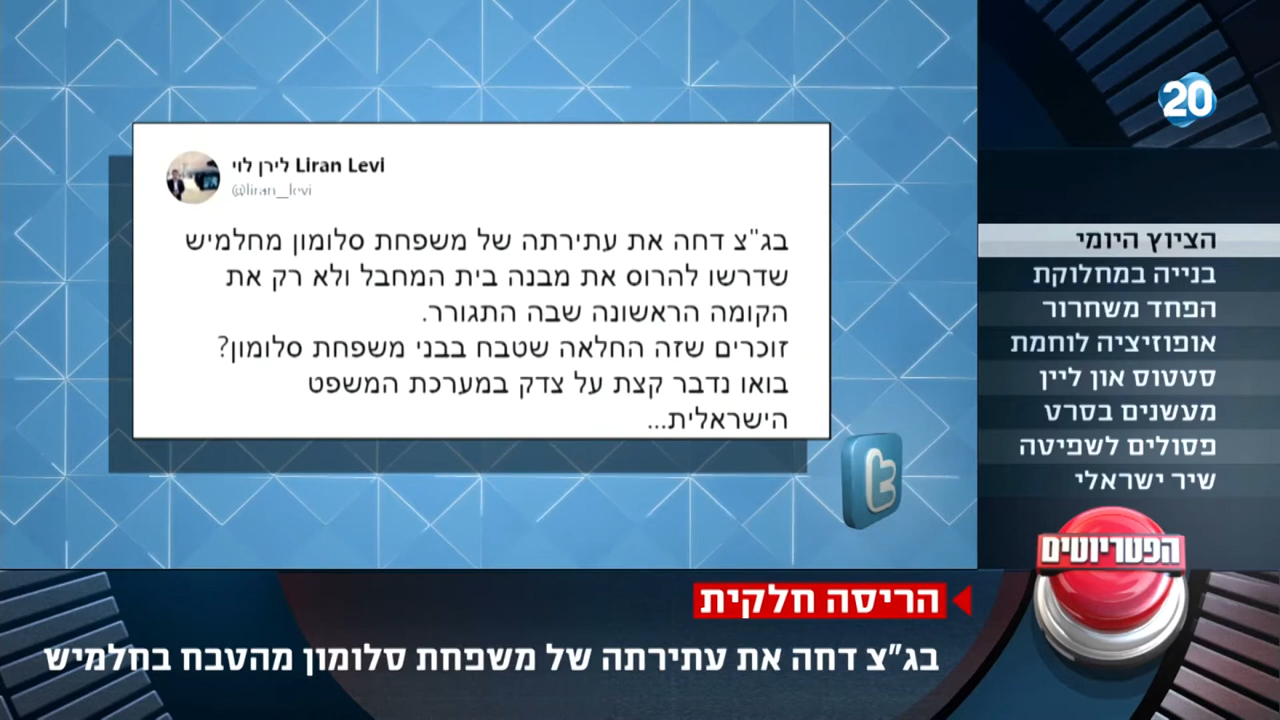 20
לירן לוי Liran Levi
@liran__levi
בג"צ דחה את עתירתה של משפחת סלומון מחלמיש
שדרשו להרוס את מבנה בית המחבל ולא רק את
הקומה הראשונה שבה התגורר.
זוכרים שזה החלאה שטבח בבני משפחת סלומון?
בואו נדבר קצת על צדק במערכת המשפט
הישראלית...
הציוץ היומי
בנייה במחלוקת
הפחד משחרור
אופוזיציה לוחמת
סטטוס און ליין
מעשנים בסרט
פסולים לשפיטה
שיר ישראלי
הפטריוטים
הריסה חלקית
בג"צ דחה את עתירתה של משפחת סלומון מהטבח בחלמיש